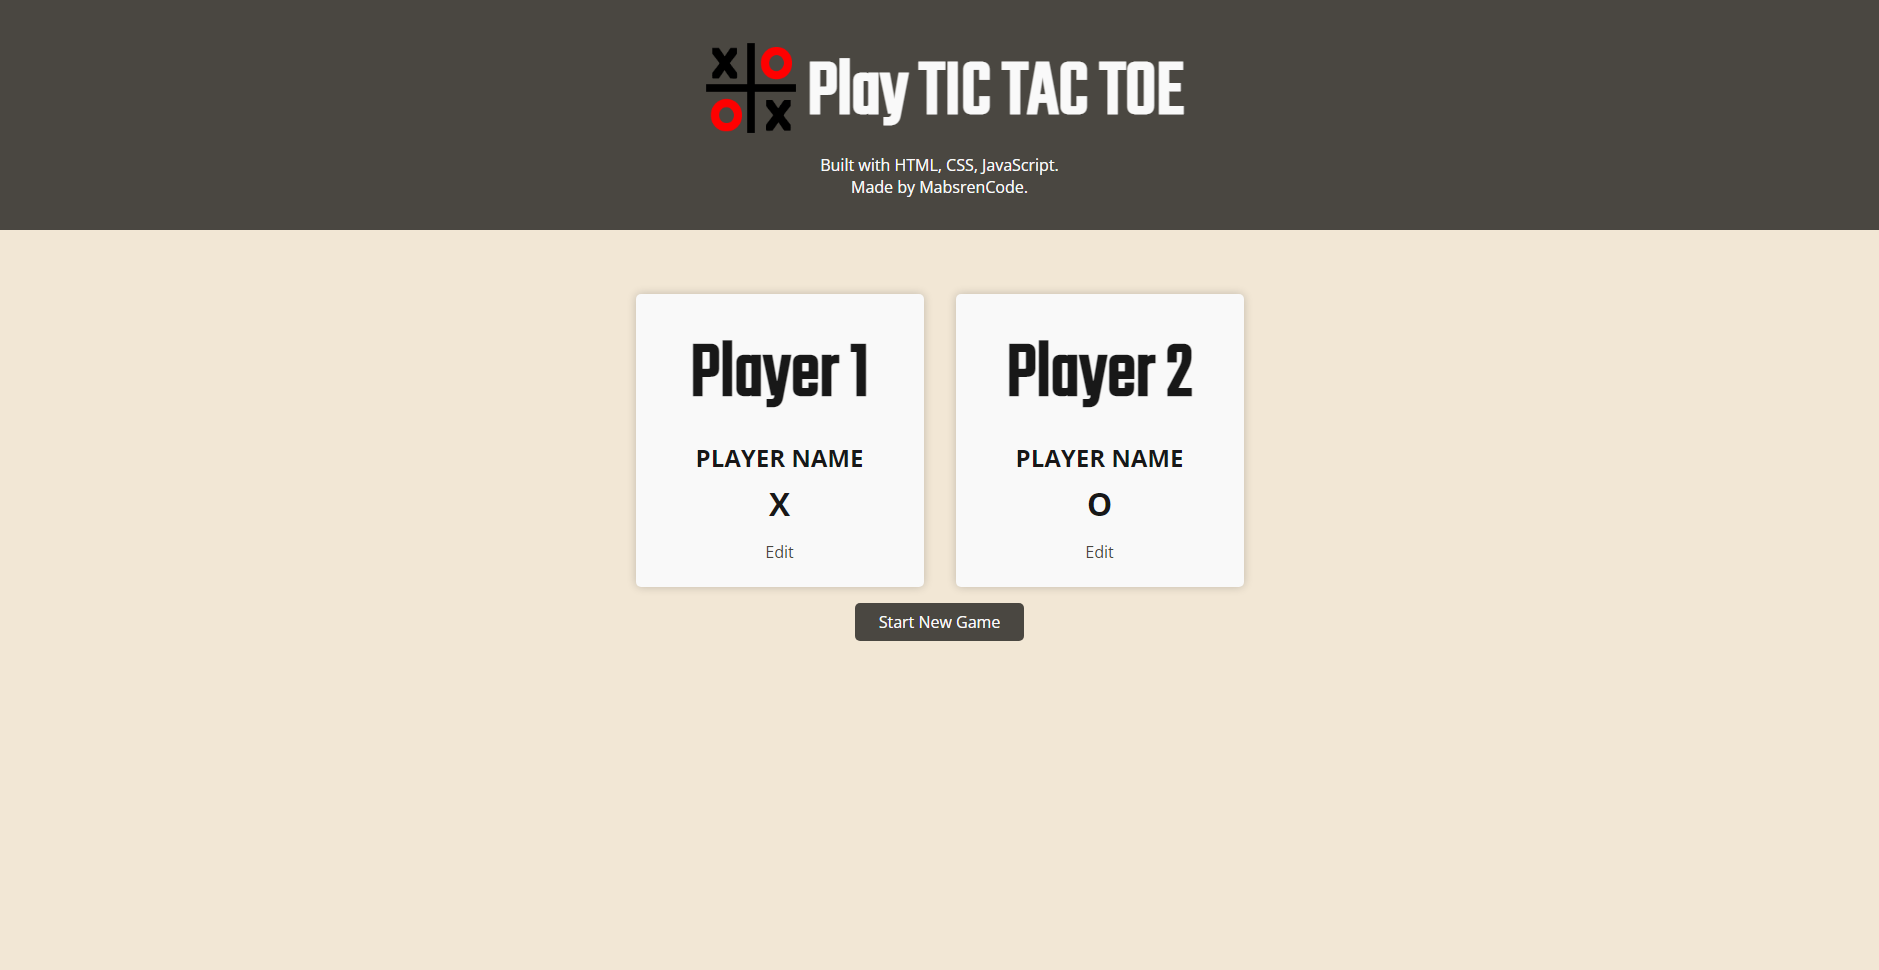 X O
O X
Play TIC TAC TOE
Built with HTML, CSS, JavaScript.
Made by MabsrenCode.
Player 1
PLAYER NAME
X
Edit
Player 2
PLAYER NAME
O
Edit
Start New Game